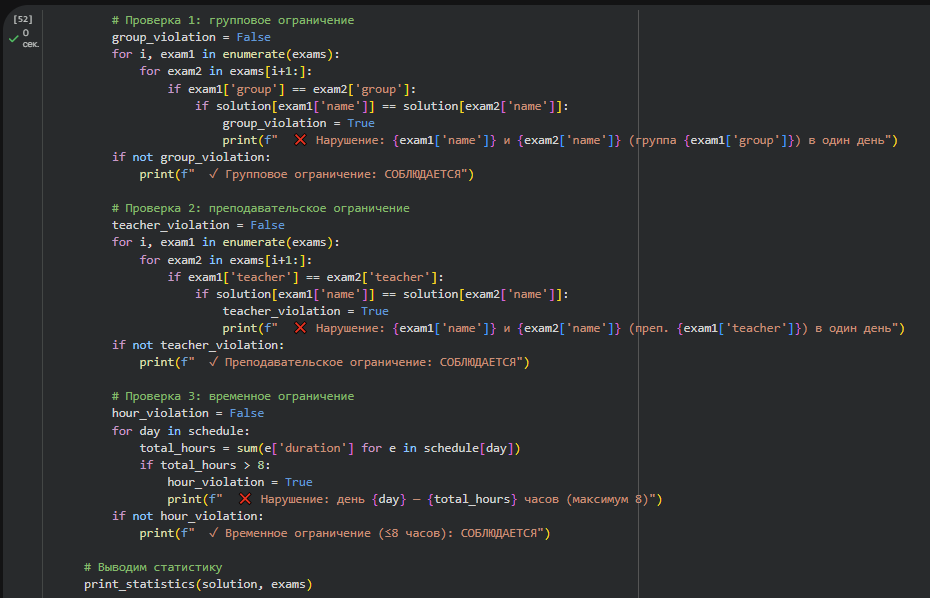 [52]
0
сек.
# Проверка 1: групповое ограничение
group_violation = False
for i, exam1 in enumerate(exams):
for exam2 in exams[i+1:]:
if exam1['group'] == exam2['group']:
if solution[exam1['name']] == solution[exam2['name']]:
group_violation = True
print(f"  ❌ Нарушение: {exam1['name']} и {exam2['name']} (группа {exam1['group']}) в один день")
if not group_violation:
print(f"  ✓ Групповое ограничение: СОБЛЮДАЕТСЯ")
# Проверка 2: преподавательское ограничение
teacher_violation = False
for i, exam1 in enumerate(exams):
for exam2 in exams[i+1:]:
if exam1['teacher'] == exam2['teacher']:
if solution[exam1['name']] == solution[exam2['name']]:
teacher_violation = True
print(f"  ❌ Нарушение: {exam1['name']} и {exam2['name']} (преп. {exam1['teacher']}) в один день")
if not teacher_violation:
print(f"  ✓ Преподавательское ограничение: СОБЛЮДАЕТСЯ")
# Проверка 3: временное ограничение
hour_violation = False
for day in schedule:
total_hours = sum(e['duration'] for e in schedule[day])
if total_hours > 8:
hour_violation = True
print(f"  ❌ Нарушение: день {day} — {total_hours} часов (максимум 8)")
if not hour_violation:
print(f"  ✓ Временное ограничение (≤8 часов): СОБЛЮДАЕТСЯ")
# Выводим статистику
print_statistics(solution, exams)